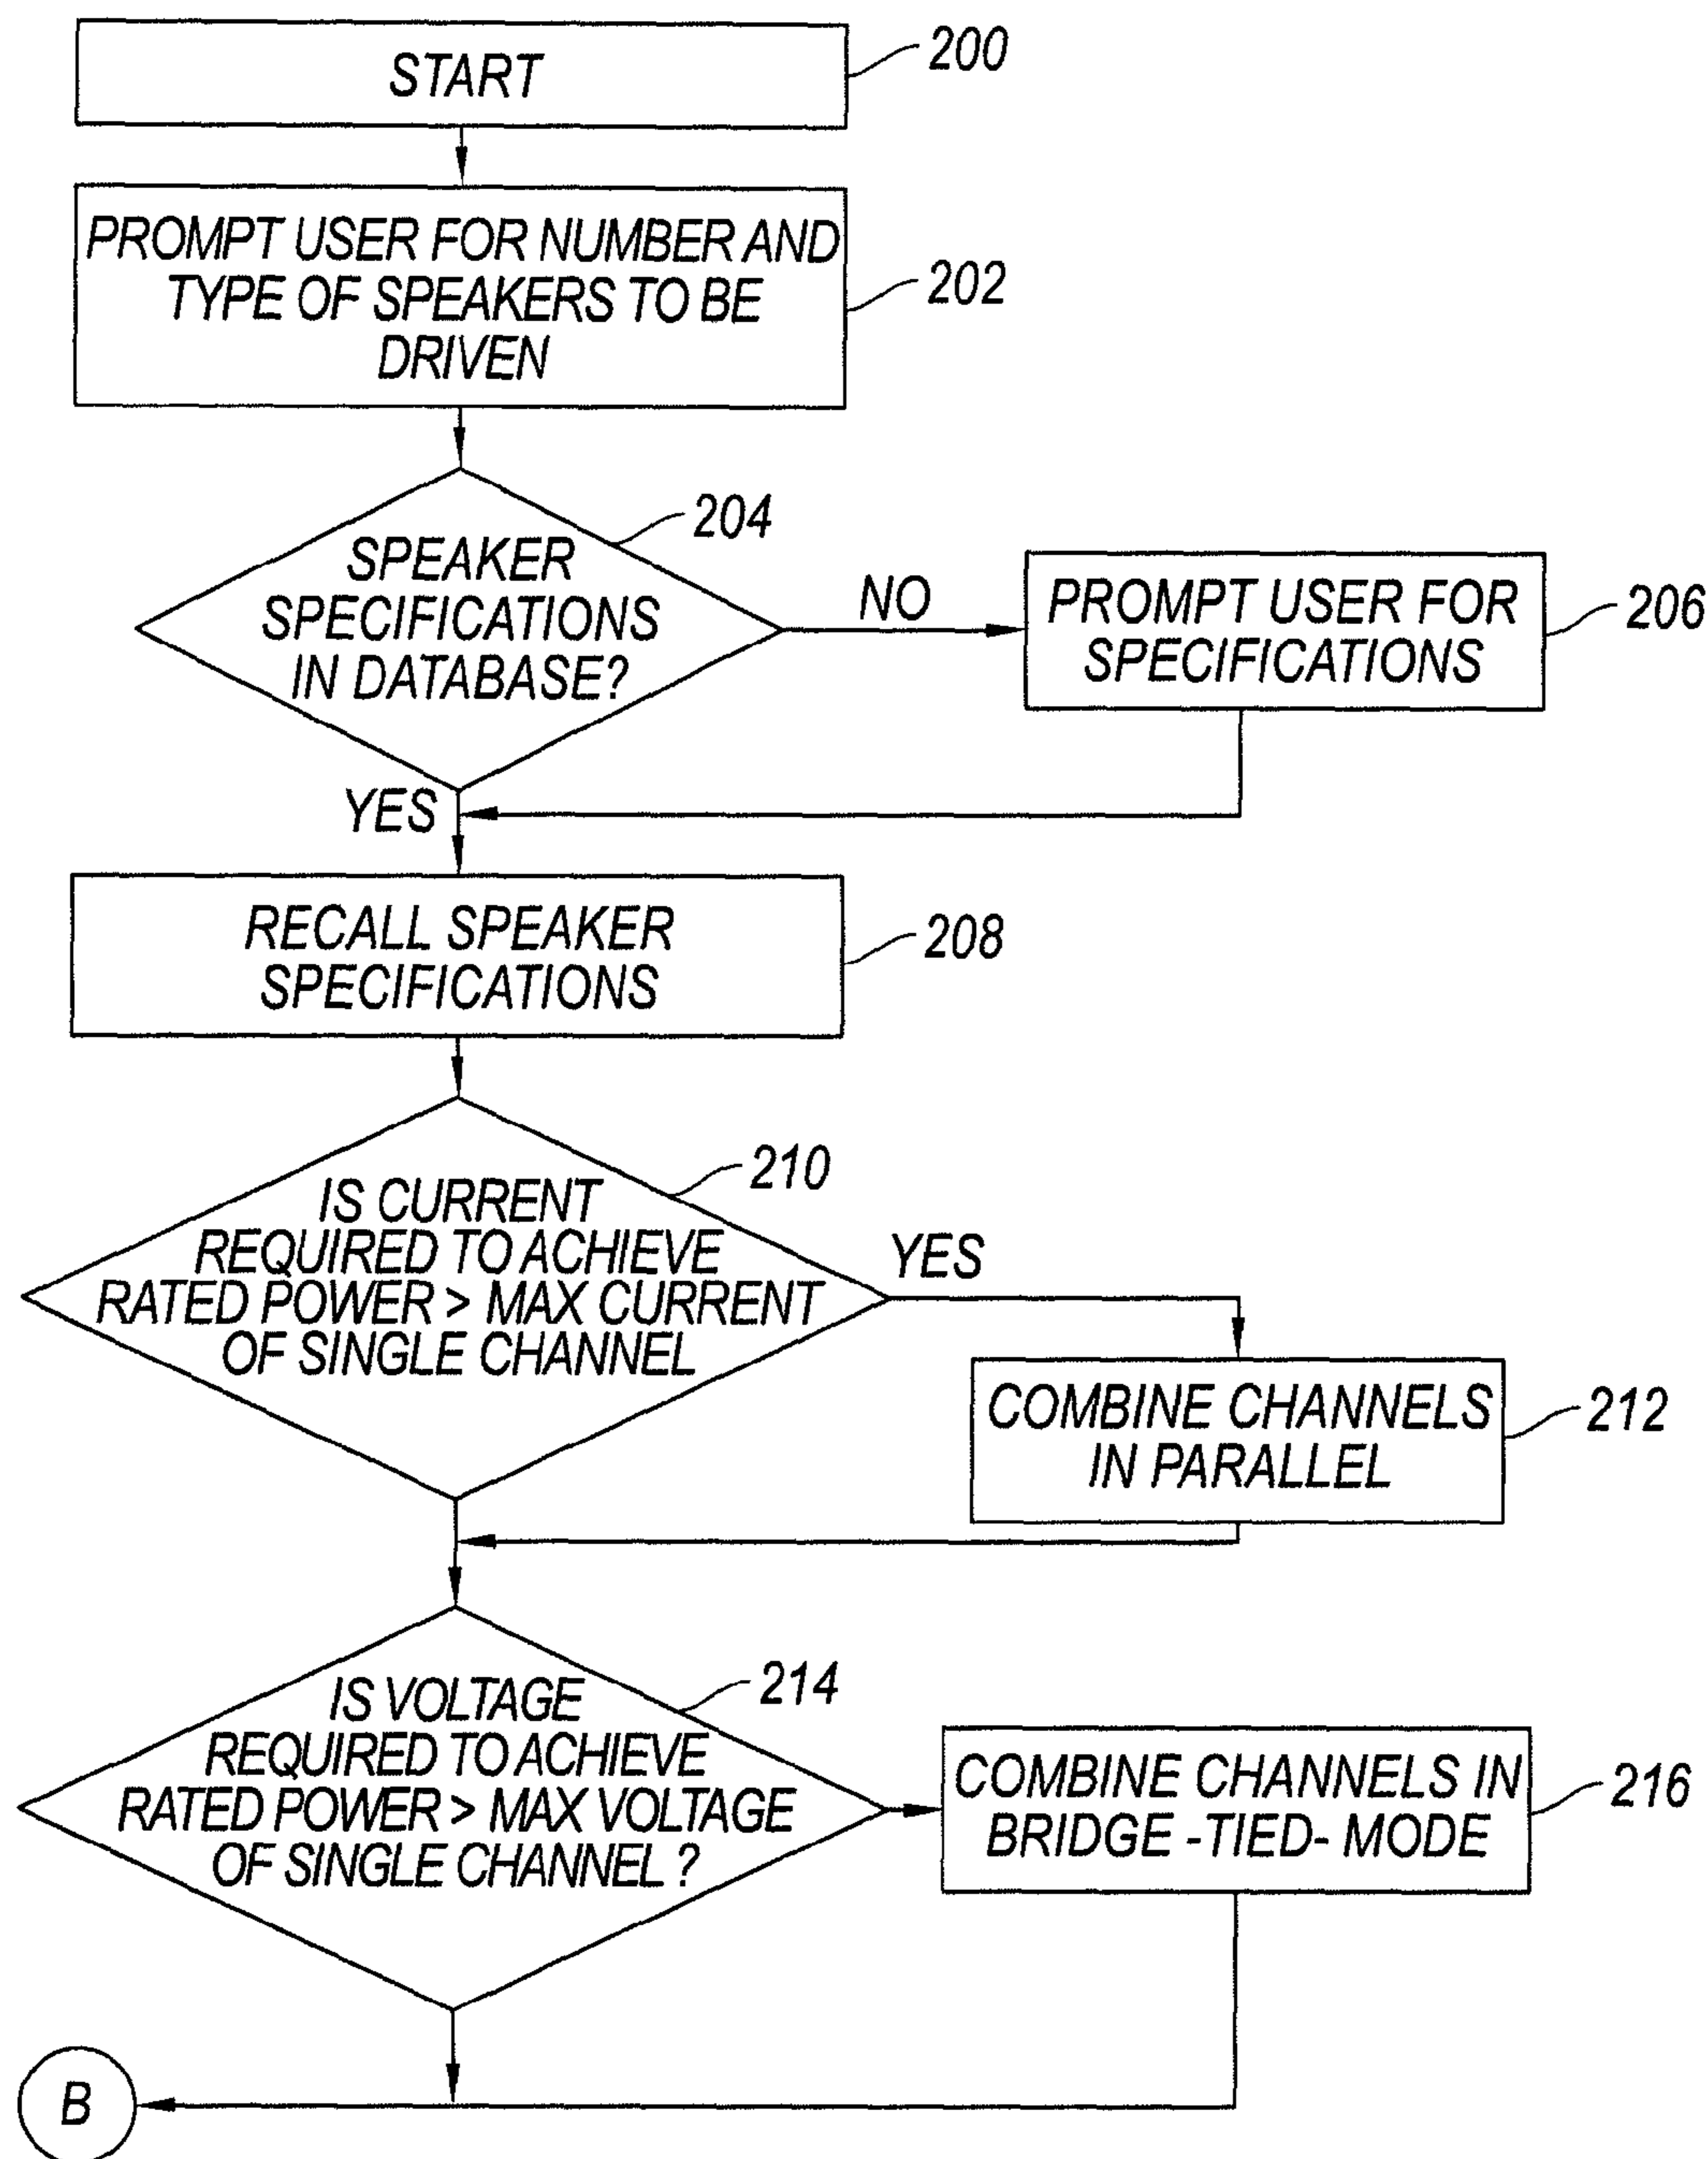 START
200
PROMPT USER FOR NUMBER AND
TYPE OF SPEAKERS TO BE
DRIVEN
202
SPEAKER
SPECIFICATIONS
IN DATABASE?
204
NO
PROMPT USER FOR
SPECIFICATIONS
206
YES
RECALL SPEAKER
SPECIFICATIONS
208
IS CURRENT
REQUIRED TO ACHIEVE
RATED POWER > MAX CURRENT
OF SINGLE CHANNEL
210
YES
COMBINE CHANNELS
IN PARALLEL
212
IS VOLTAGE
REQUIRED TO ACHIEVE
RATED POWER > MAX VOLTAGE
OF SINGLE CHANNEL ?
214
COMBINE CHANNELS IN
BRIDGE -TIED- MODE
216
B